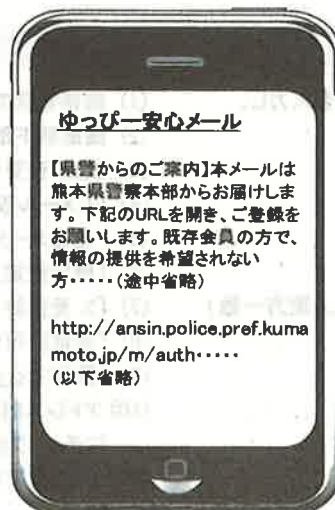 ゆっぴー安心メール
【県警からのご案内】本メールは
熊本県警察本部からお届けしま
す。下記のURLを開き、ご登録を
お願いします。既存会員の方で、
情報の提供を希望されない
方・・・・・(途中省略)
http://ansin.police.pref.kuma
moto.jp/m/auth・・・・・
(以下省略)